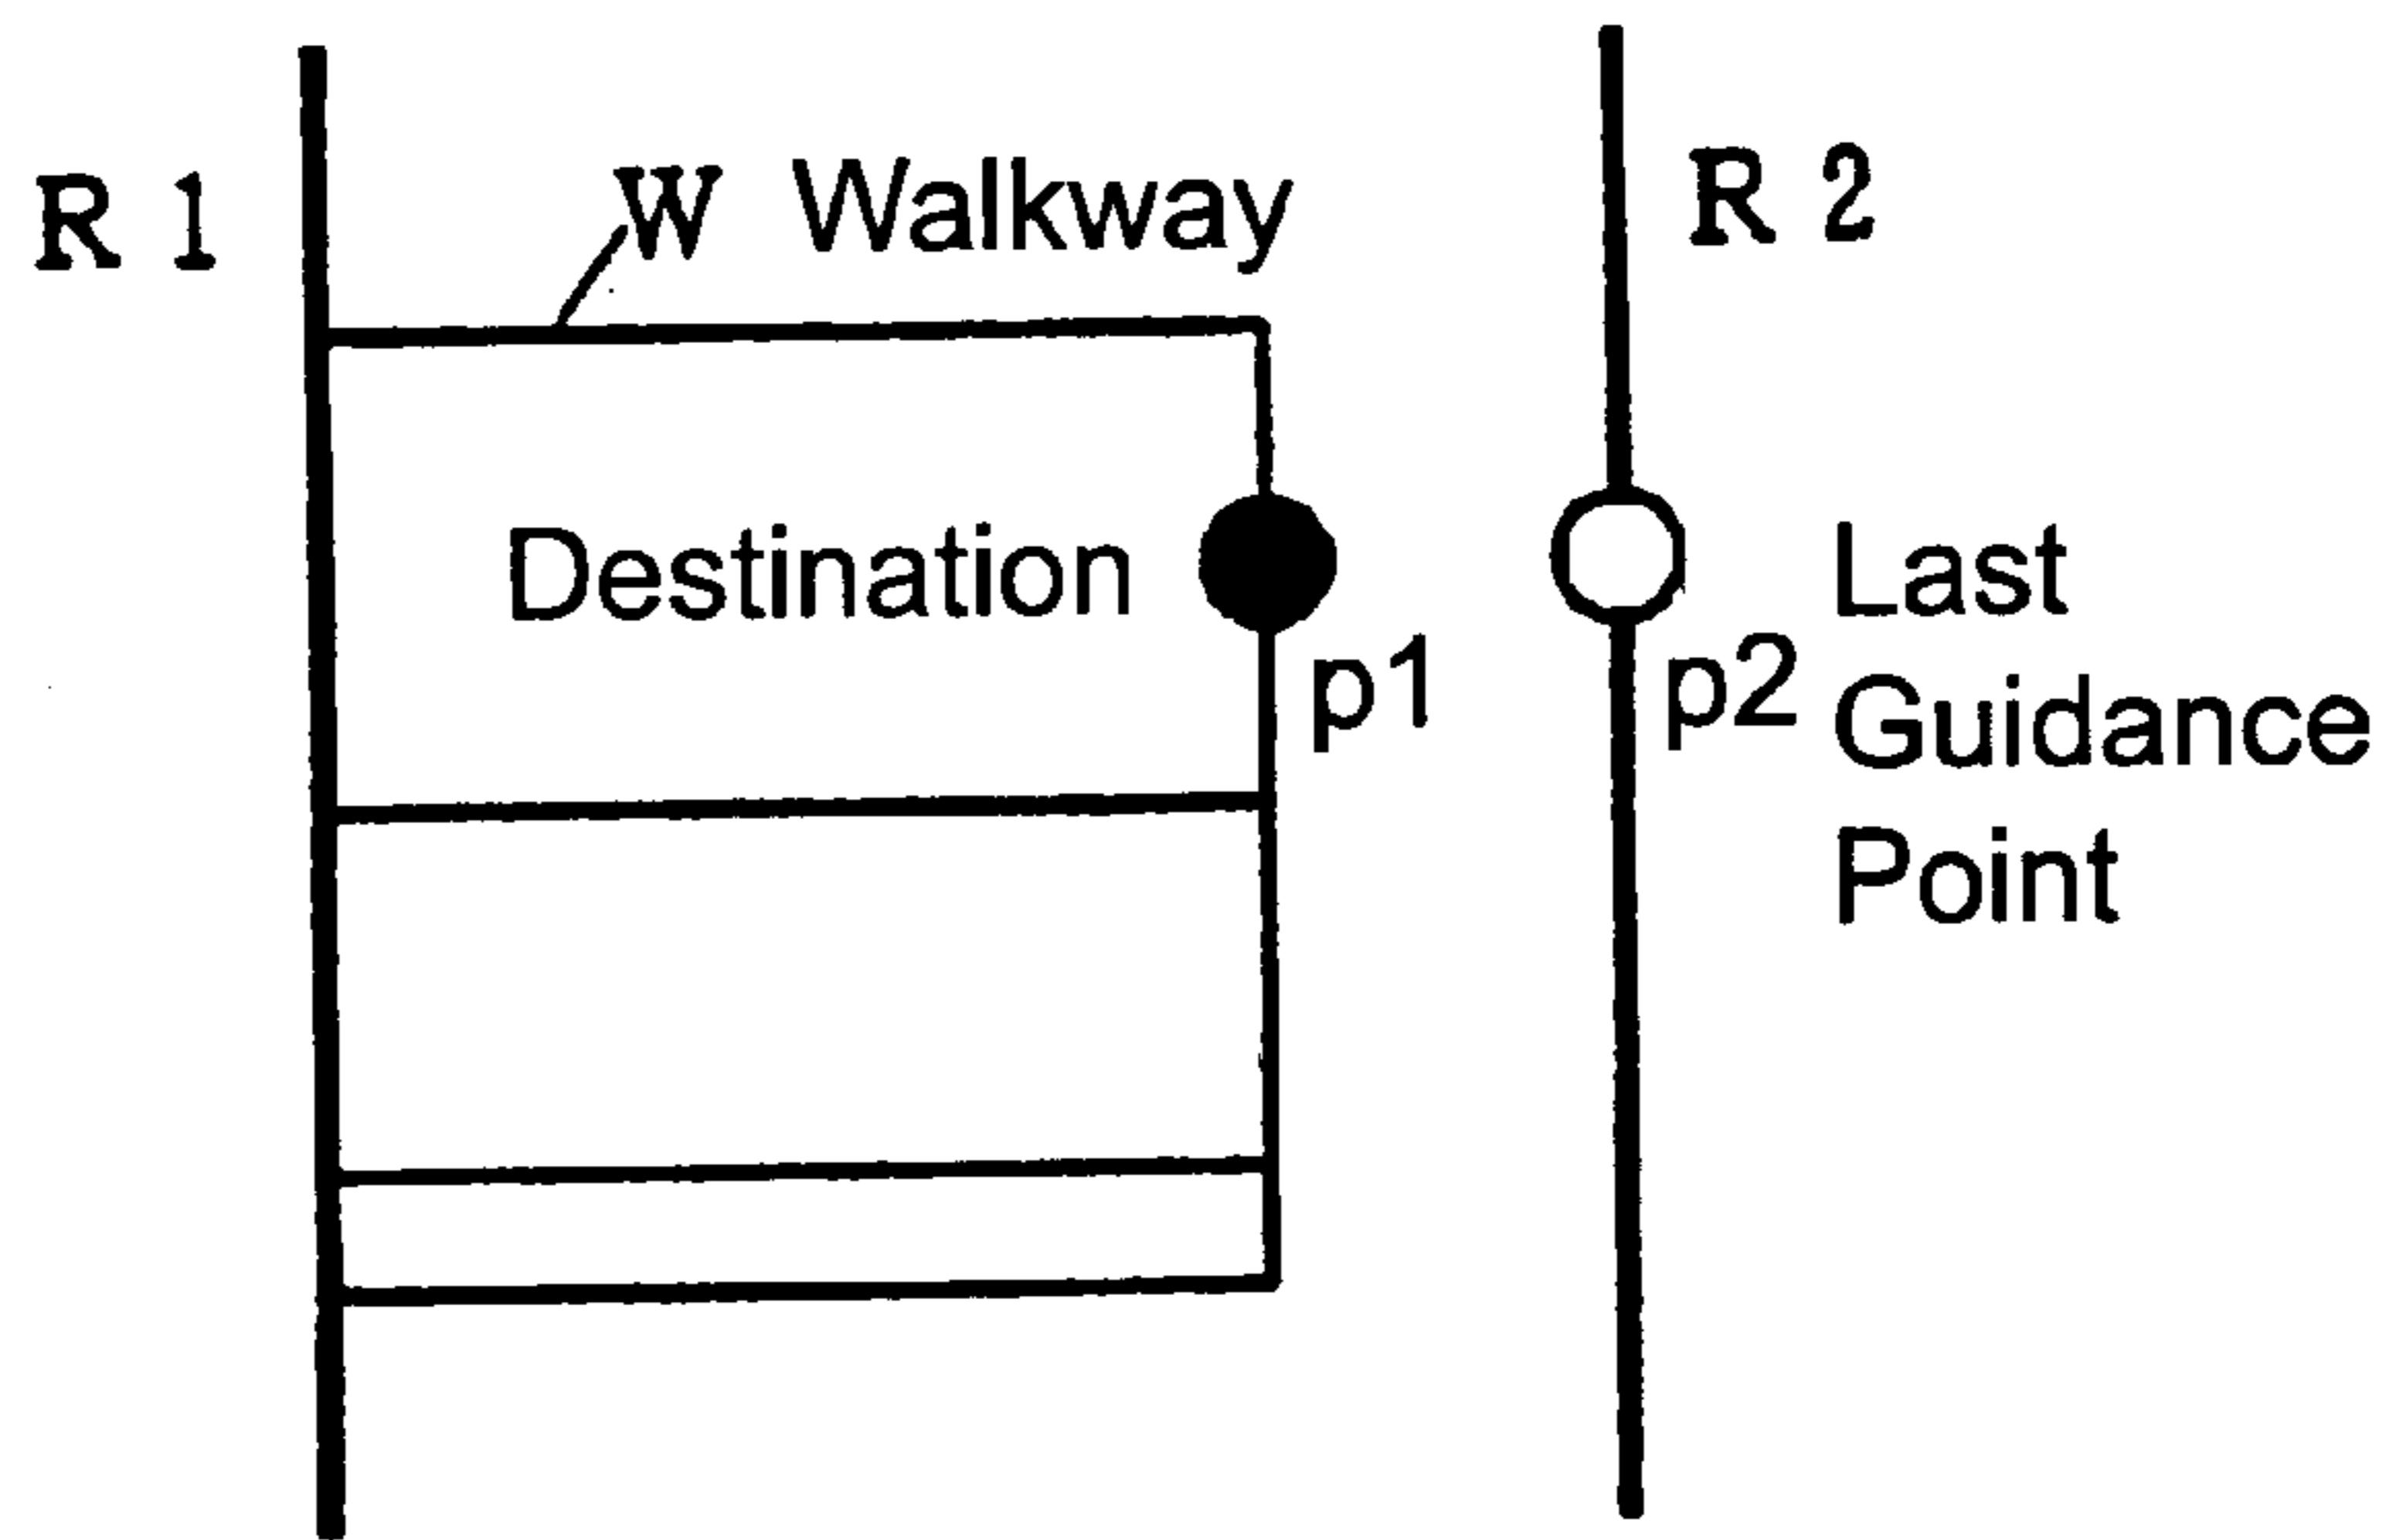 R 1
W Walkway
R 2
Destination
p1
p2
Last
Guidance
Point